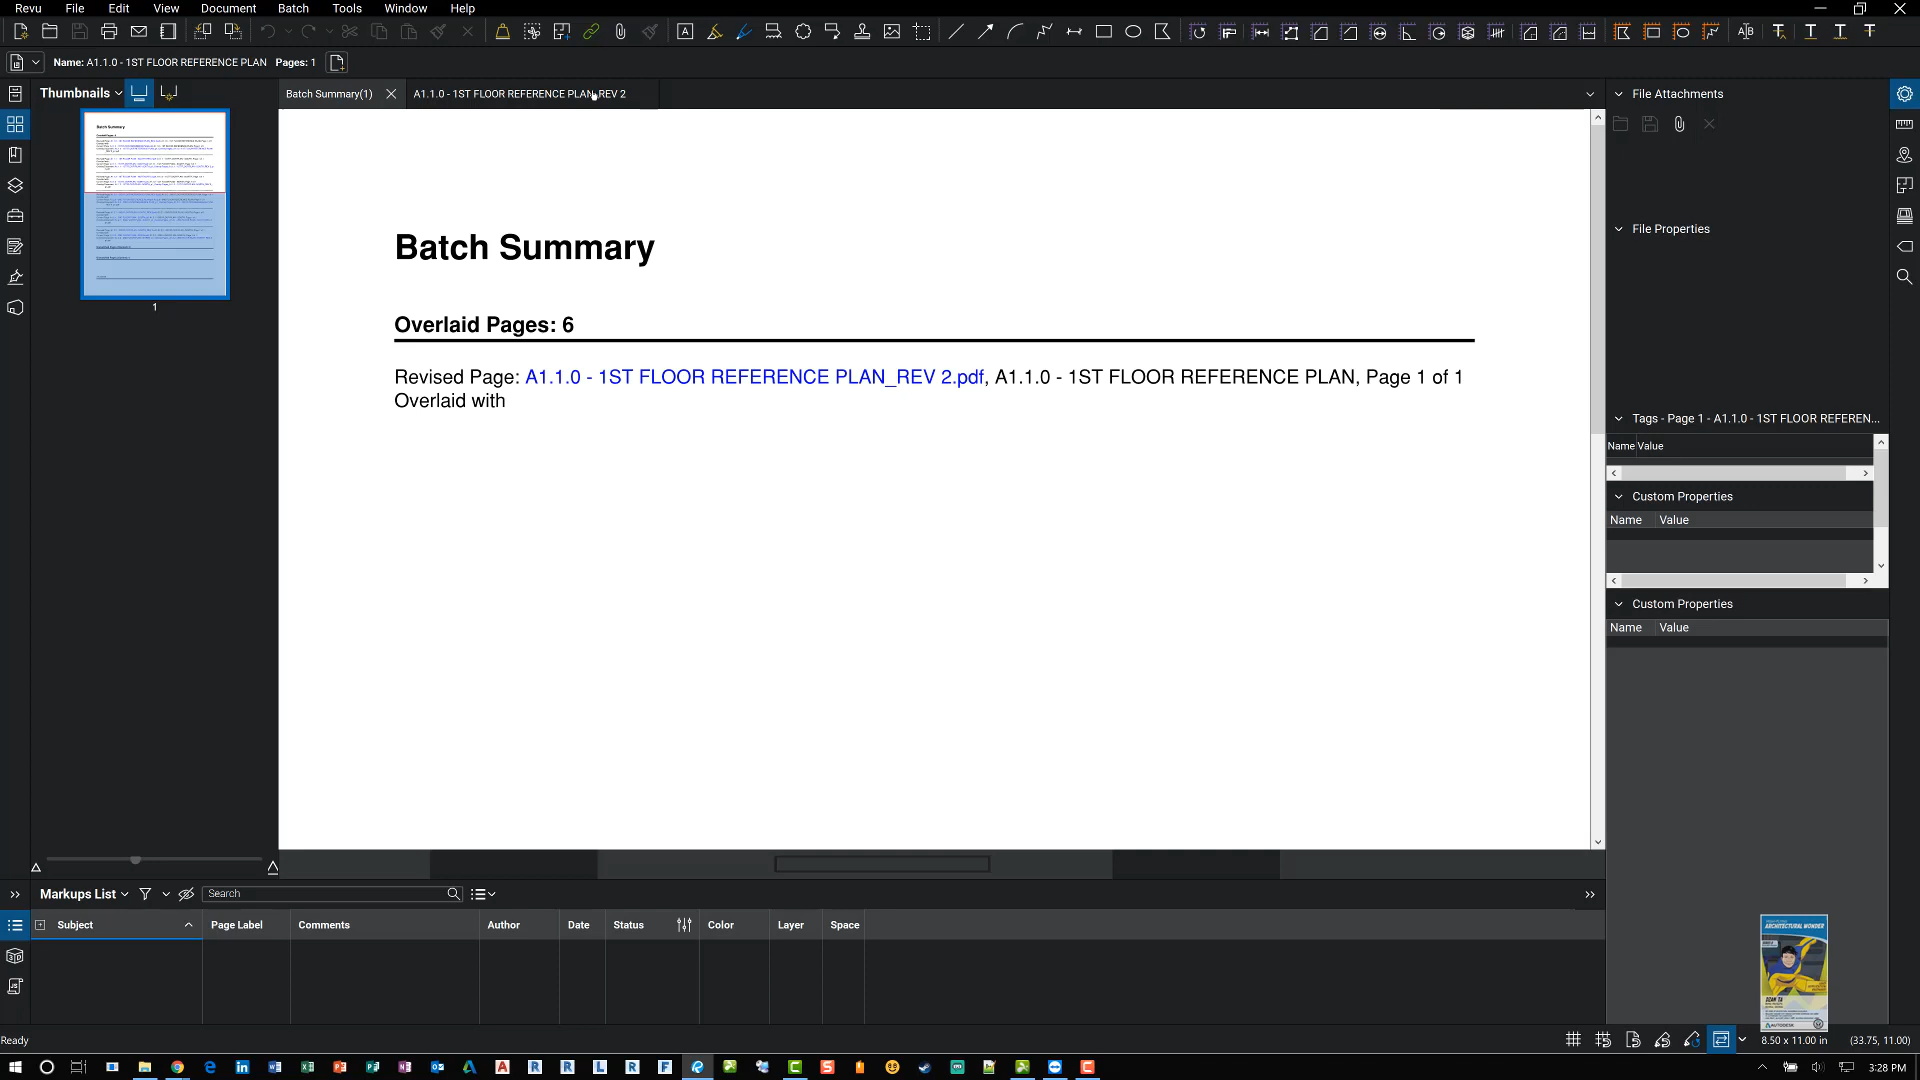 Revu File Edit View Document Batch Tools Window Help
Name: A1.1.0 - 1ST FLOOR REFERENCE PLAN Pages: 1
Thumbnails
Batch Summary(1)
A1.1.0 - 1ST FLOOR REFERENCE PLAN_REV 2
1
Batch Summary
Overlaid Pages: 6
Revised Page: A1.1.0 - 1ST FLOOR REFERENCE PLAN_REV 2.pdf, A1.1.0 - 1ST FLOOR REFERENCE PLAN, Page 1 of 1
Overlaid with
File Attachments
File Properties
Tags - Page 1 - A1.1.0 - 1ST FLOOR REFEREN...
Name Value
Custom Properties
Name Value
Custom Properties
Name Value
Markups List
Search
Subject Page Label Comments Author Date Status Color Layer Space
ARCHITECTURAL WONDER
AUTODESK
Ready
8.50 x 11.00 in (33.75, 11.00)
3:28 PM